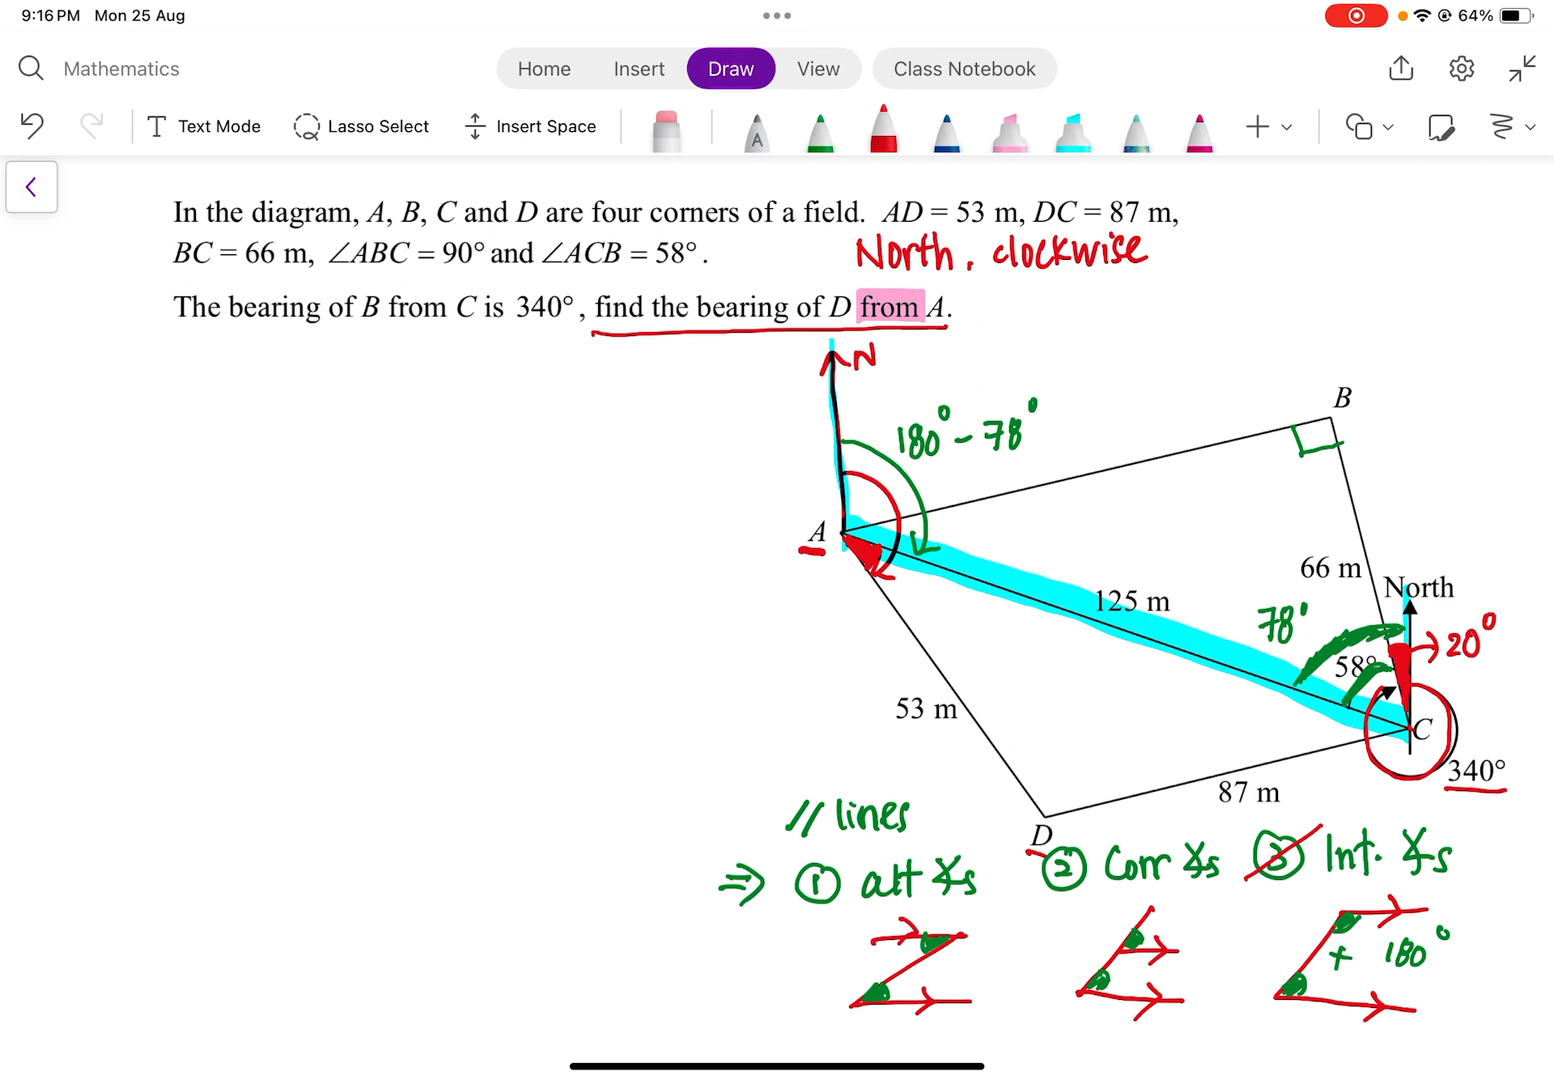 9:16 PM Mon 25 Aug
64%
Mathematics
Home Insert Draw View Class Notebook
Text Mode Lasso Select Insert Space
A
In the diagram, A, B, C and D are four corners of a field. AD = 53 m, DC = 87 m,
BC = 66 m, ∠ABC = 90° and ∠ACB = 58°.
North, clockwise
The bearing of B from C is 340°, find the bearing of D from A.
N
B
180° - 78°
A
66 m
North
125 m
78°
20°
58°
53 m
C
340°
87 m
// lines
D
⇒ ① alt ∠s ② Corr ∠s ③ Int. ∠s
+ 180°